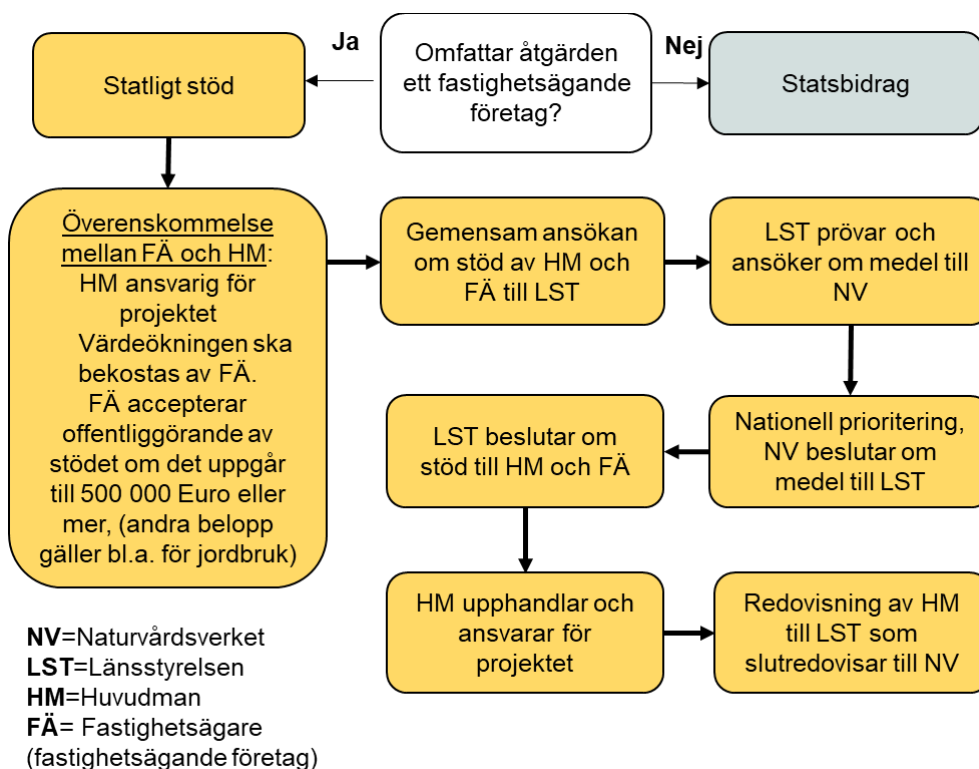 Ja
Omfattar åtgärden
ett fastighetsägande
företag?
Nej
Statligt stöd
Statsbidrag
Överenskommelse
mellan FÄ och HM:
HM ansvarig för
projektet
Värdeökningen ska
bekostas av FÄ.
FÄ accepterar
offentliggörande av
stödet om det uppgår
till 500 000 Euro eller
mer, (andra belopp
gäller bl.a. för jordbruk)
Gemensam ansökan
om stöd av HM och
FÄ till LST
LST prövar och
ansöker om medel till
NV
Nationell prioritering,
NV beslutar om
medel till LST
LST beslutar om
stöd till HM och FÄ
HM upphandlar och
ansvarar för
projektet
Redovisning av HM
till LST som
slutredovisar till NV
NV=Naturvårdsverket
LST=Länsstyrelsen
HM=Huvudman
FÄ= Fastighetsägare
(fastighetsägande företag)